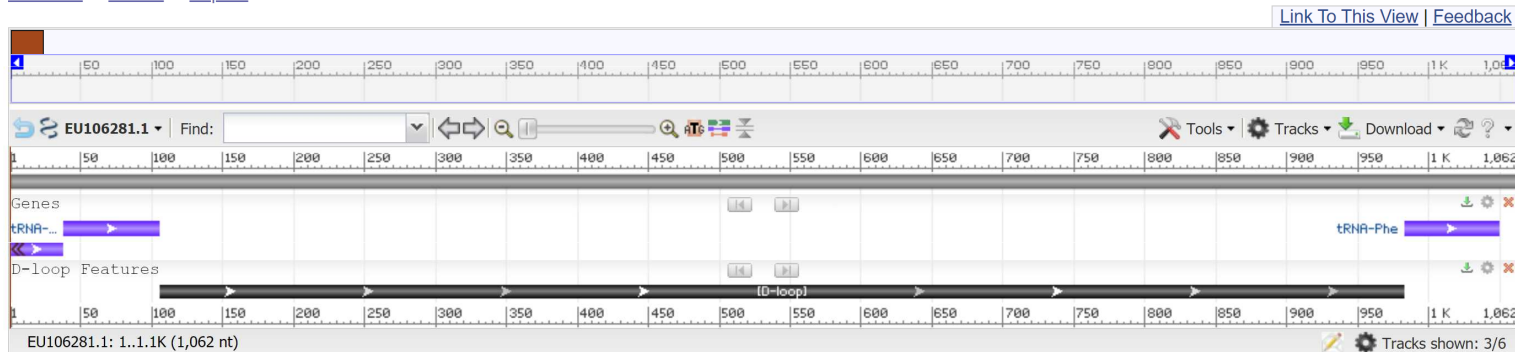 Link To This View | Feedback
50 100 150 200 250 300 350 400 450 500 550 600 650 700 750 800 850 900 950 1 K
EU106281.1 Find: ATG Tools Tracks Download ?
1 50 100 150 200 250 300 350 400 450 500 550 600 650 700 750 800 850 900 950 1 K 1,062
Genes
tRNA-... tRNA-Phe
D-loop Features
[D-loop]
1 50 100 150 200 250 300 350 400 450 500 550 600 650 700 750 800 850 900 950 1 K 1,062
EU106281.1: 1..1.1K (1,062 nt) Tracks shown: 3/6